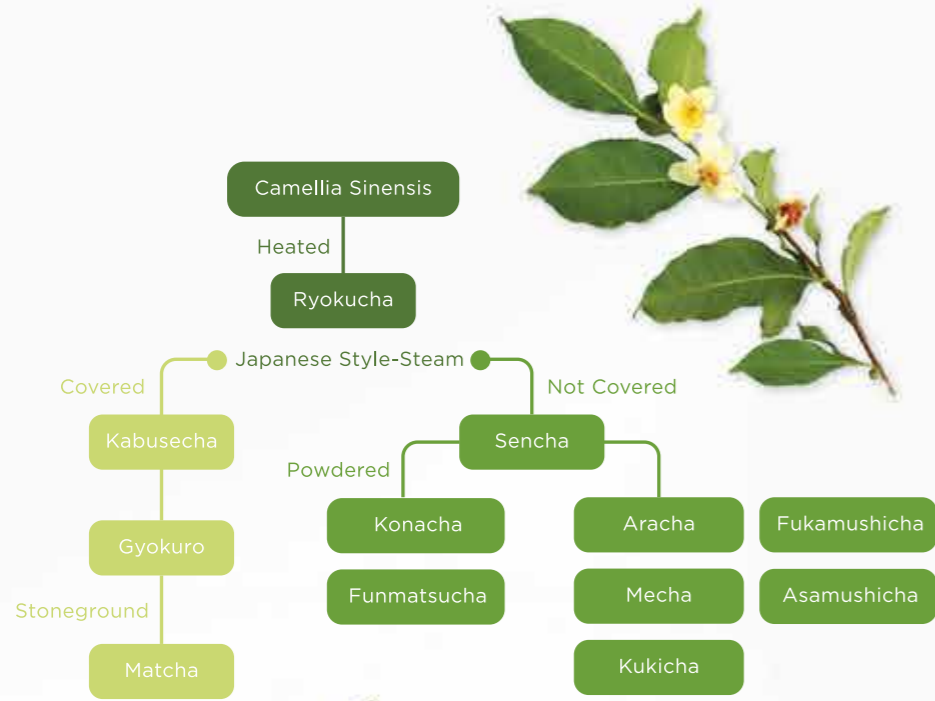 Camellia Sinensis
Heated
Ryokucha
Japanese Style-Steam
Covered
Not Covered
Kabusecha
Sencha
Powdered
Konacha
Aracha
Fukamushicha
Gyokuro
Funmatsucha
Mecha
Asamushicha
Stoneground
Matcha
Kukicha